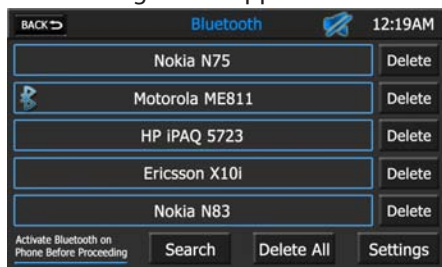 BACK Bluetooth 12:19AM
Nokia N75 Delete
Motorola ME811 Delete
HP iPAQ 5723 Delete
Ericsson X10i Delete
Nokia N83 Delete
Activate Bluetooth on
Phone Before Proceeding
Search Delete All Settings